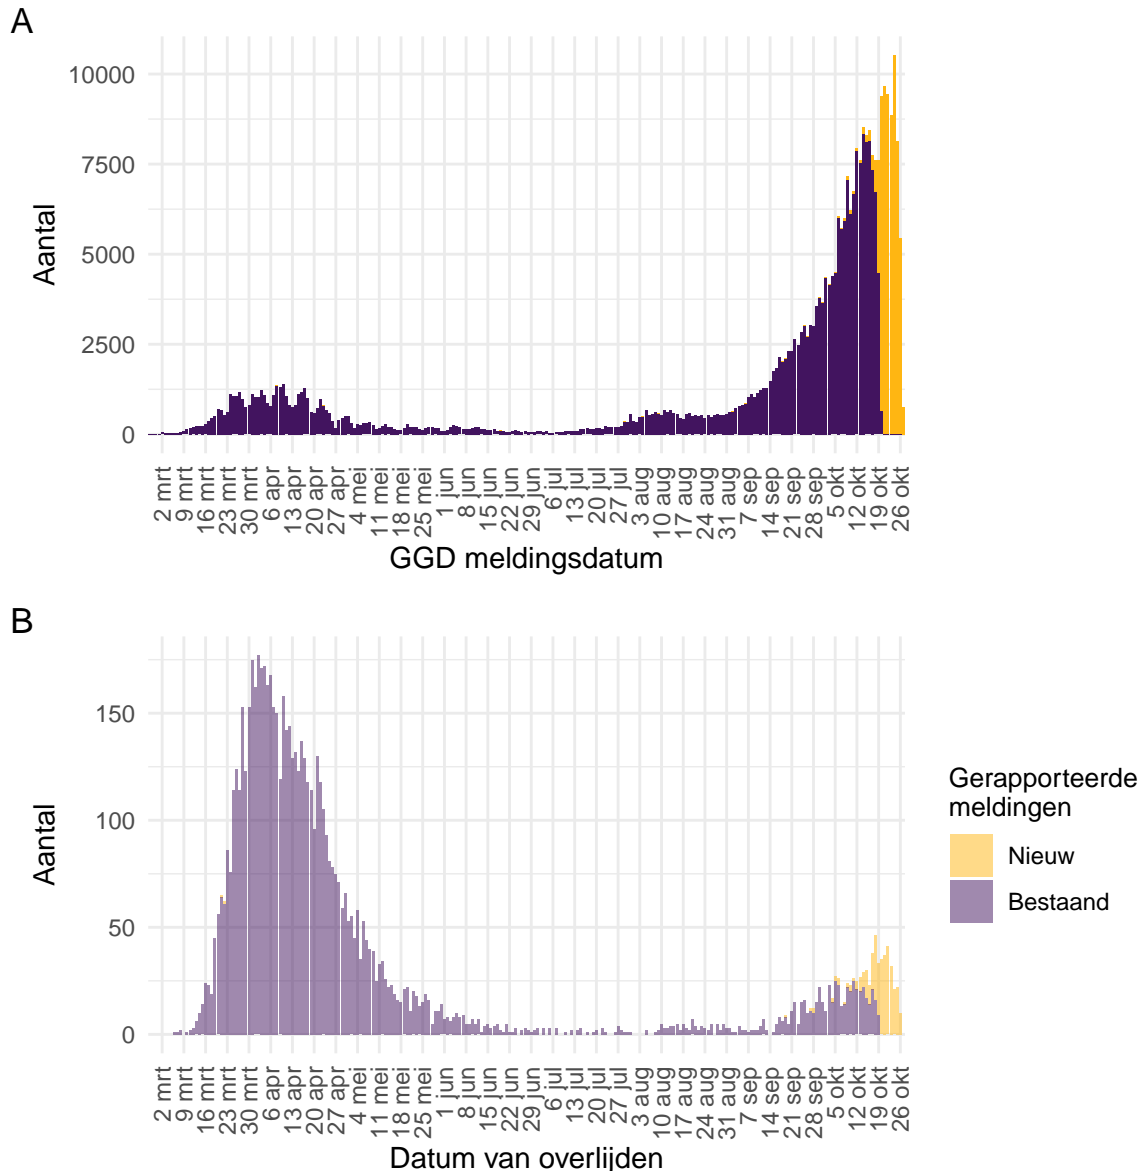 A
10000
7500
5000
2500
0
Aantal
2 mrt
9 mrt
16 mrt
23 mrt
30 mrt
6 apr
13 apr
20 apr
27 apr
4 mei
11 mei
18 mei
25 mei
1 jun
8 jun
15 jun
22 jun
29 jun
6 jul
13 jul
20 jul
27 jul
3 aug
10 aug
17 aug
24 aug
31 aug
7 sep
14 sep
21 sep
28 sep
5 okt
12 okt
19 okt
26 okt
GGD meldingsdatum
B
150
100
50
0
Aantal
2 mrt
9 mrt
16 mrt
23 mrt
30 mrt
6 apr
13 apr
20 apr
27 apr
4 mei
11 mei
18 mei
25 mei
1 jun
8 jun
15 jun
22 jun
29 jun
6 jul
13 jul
20 jul
27 jul
3 aug
10 aug
17 aug
24 aug
31 aug
7 sep
14 sep
21 sep
28 sep
5 okt
12 okt
19 okt
26 okt
Datum van overlijden
Gerapporteerde
meldingen
Nieuw
Bestaand